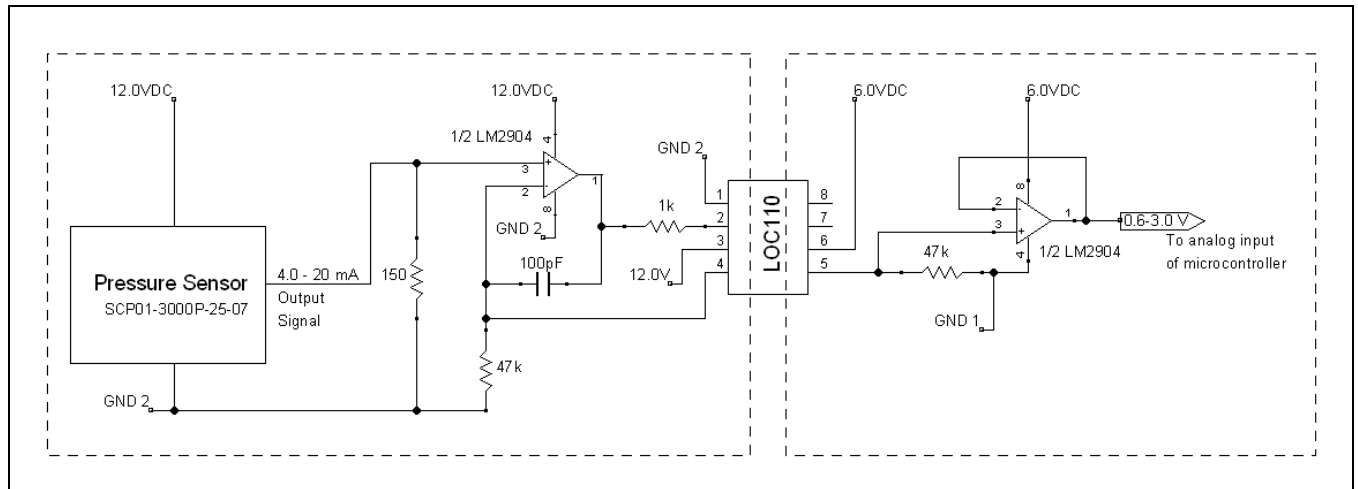 12.0VDC
12.0VDC
6.0VDC
6.0VDC
1/2 LM2904
4
+
3
-
2
1
8
GND 2
GND 2
1k
LOC110
1
2
3
4
8
7
6
5
12.0V
100pF
150
47k
Pressure Sensor
SCP01-3000P-25-07
4.0 - 20 mA
Output
Signal
GND 2
8
2
-
3
+
1
4
1/2 LM2904
47k
GND 1
0.6-3.0 V
To analog input
of microcontroller